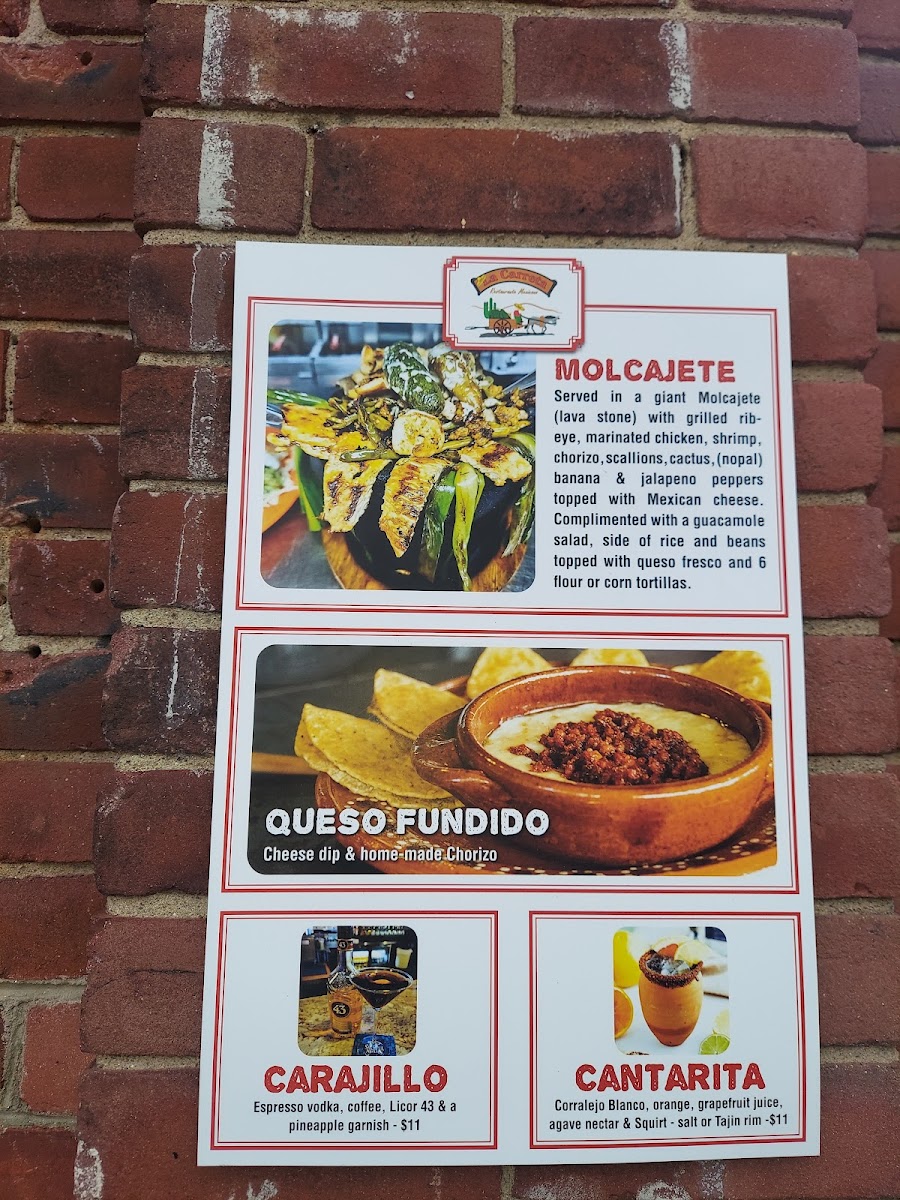 La Carreta
Restaurante Mexicano
MOLCAJETE
Served in a giant Molcajete
(lava stone) with grilled rib-
eye, marinated chicken, shrimp,
chorizo, scallions, cactus, (nopal)
banana & jalapeno peppers
topped with Mexican cheese.
Complimented with a guacamole
salad, side of rice and beans
topped with queso fresco and 6
flour or corn tortillas.
QUESO FUNDIDO
Cheese dip & home-made Chorizo
43
43
CARAJILLO
Espresso vodka, coffee, Licor 43 & a
pineapple garnish - $11
CANTARITA
Corralejo Blanco, orange, grapefruit juice,
agave nectar & Squirt - salt or Tajin rim -$11